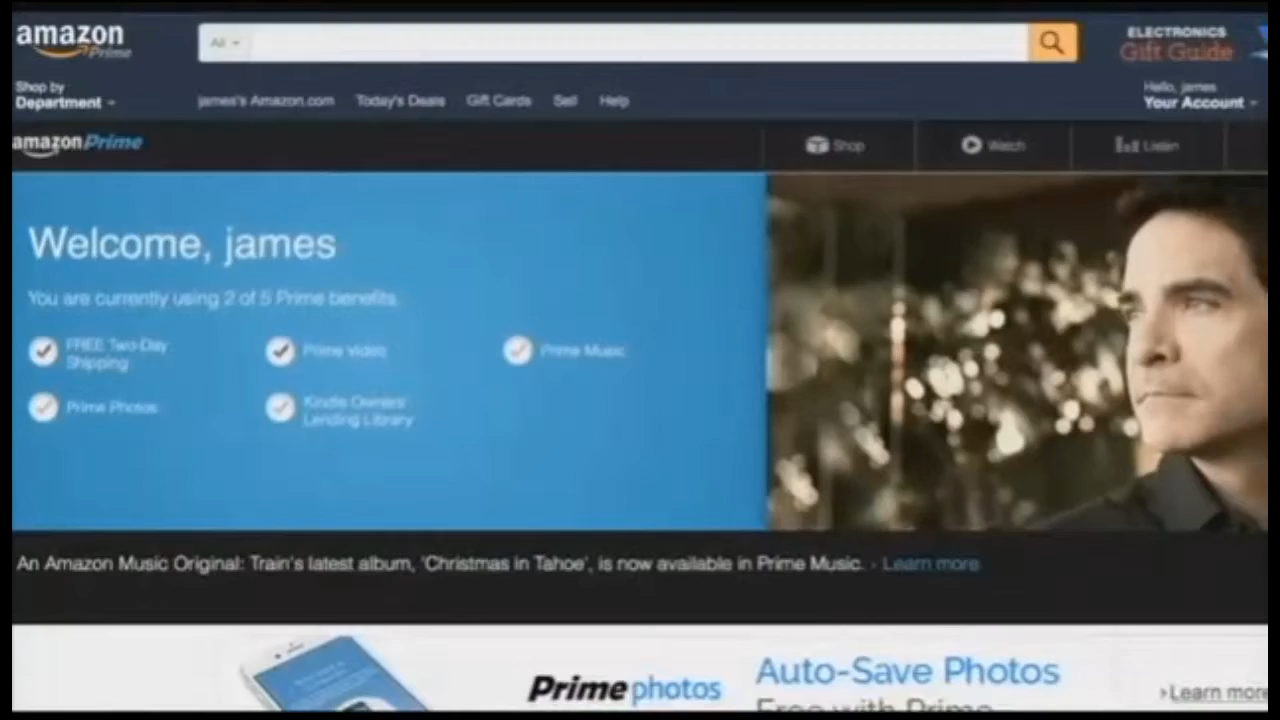 amazon Prime
All
ELECTRONICS
Gift Guide
Shop by
Department
james's Amazon.com Today's Deals Gift Cards Sell Help
Hello, james
Your Account
amazonPrime
Shop Watch Listen
Welcome, james
You are currently using 2 of 5 Prime benefits.
FREE Two-Day
Shipping
Prime Video
Prime Music
Prime Photos
Kindle Owners'
Lending Library
An Amazon Music Original: Train's latest album, 'Christmas in Tahoe', is now available in Prime Music. › Learn more
Prime photos
Auto-Save Photos
Free with Prime
›Learn more